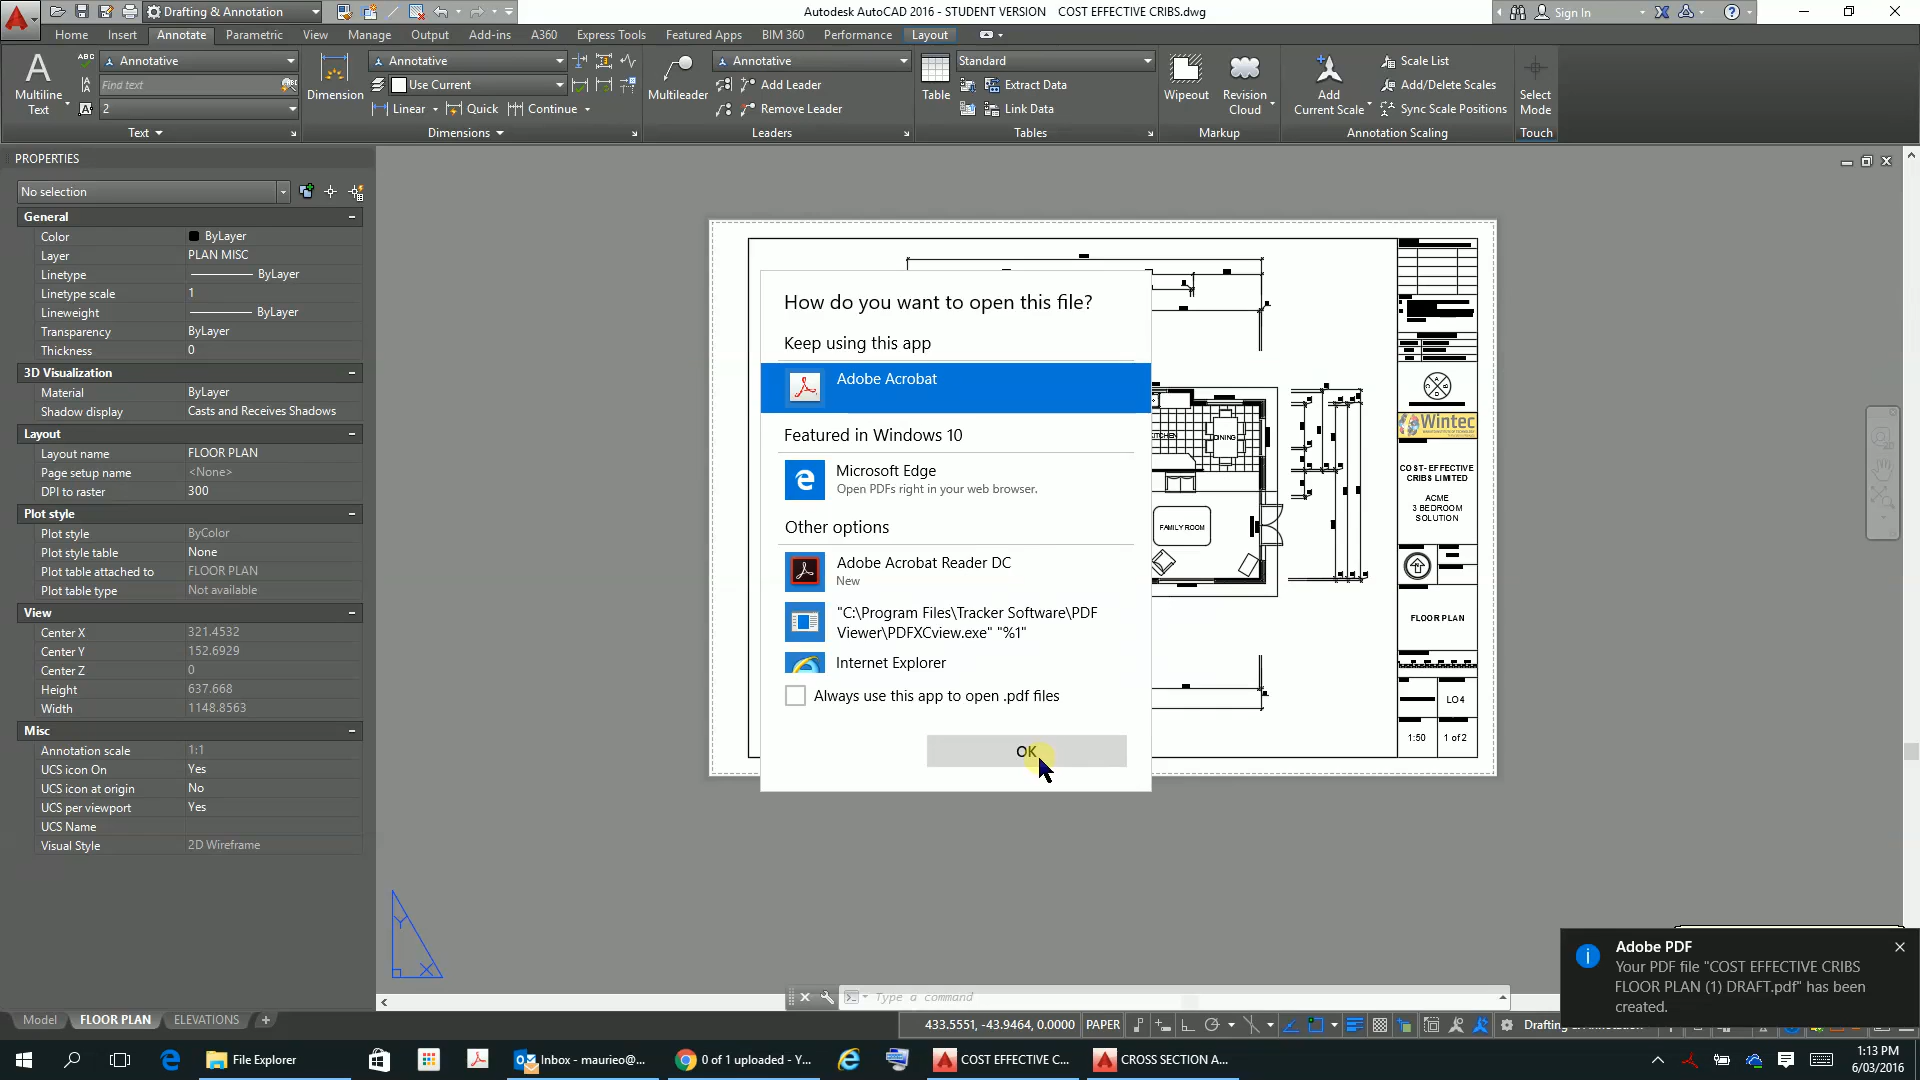 Drafting & Annotation
Autodesk AutoCAD 2016 - STUDENT VERSION COST EFFECTIVE CRIBS.dwg
Sign In
Home
Insert
Annotate
Parametric
View
Manage
Output
Add-ins
A360
Express Tools
Featured Apps
BIM 360
Performance
Layout
Multiline
Text
Annotative
Find text
2
Text
Dimension
Annotative
Use Current
Linear
Quick
Continue
Dimensions
Multileader
Annotative
Add Leader
Remove Leader
Leaders
Table
Standard
Extract Data
Link Data
Tables
Wipeout
Revision
Cloud
Markup
Add
Current Scale
Scale List
Add/Delete Scales
Sync Scale Positions
Annotation Scaling
Select
Mode
Touch
PROPERTIES
No selection
General
Color ByLayer
Layer PLAN MISC
Linetype ByLayer
Linetype scale 1
Lineweight ByLayer
Transparency ByLayer
Thickness 0
3D Visualization
Material ByLayer
Shadow display Casts and Receives Shadows
Layout
Layout name FLOOR PLAN
Page setup name <None>
DPI to raster 300
Plot style
Plot style ByColor
Plot style table None
Plot table attached to FLOOR PLAN
Plot table type Not available
View
Center X 321.4532
Center Y 152.6929
Center Z 0
Height 637.668
Width 1148.8563
Misc
Annotation scale 1:1
UCS icon On Yes
UCS icon at origin No
UCS per viewport Yes
UCS Name
Visual Style 2D Wireframe
How do you want to open this file?
Keep using this app
Adobe Acrobat
Featured in Windows 10
Microsoft Edge
Open PDFs right in your web browser.
Other options
Adobe Acrobat Reader DC
New
"C:\Program Files\Tracker Software\PDF
Viewer\PDFXCview.exe" "%1"
Internet Explorer
Always use this app to open .pdf files
OK
DINING
FAMILY ROOM
Wintec
COST-EFFECTIVE
CRIBS LIMITED
ACME
3 BEDROOM
SOLUTION
FLOOR PLAN
LO4
1:50
1 of 2
Y
X
Type a command
Adobe PDF
Your PDF file "COST EFFECTIVE CRIBS
FLOOR PLAN (1) DRAFT.pdf" has been
created.
Model
FLOOR PLAN
ELEVATIONS
433.5551, -43.9464, 0.0000
PAPER
File Explorer
Inbox - maurieo@...
0 of 1 uploaded - Y...
COST EFFECTIVE C...
CROSS SECTION A...
1:13 PM
6/03/2016